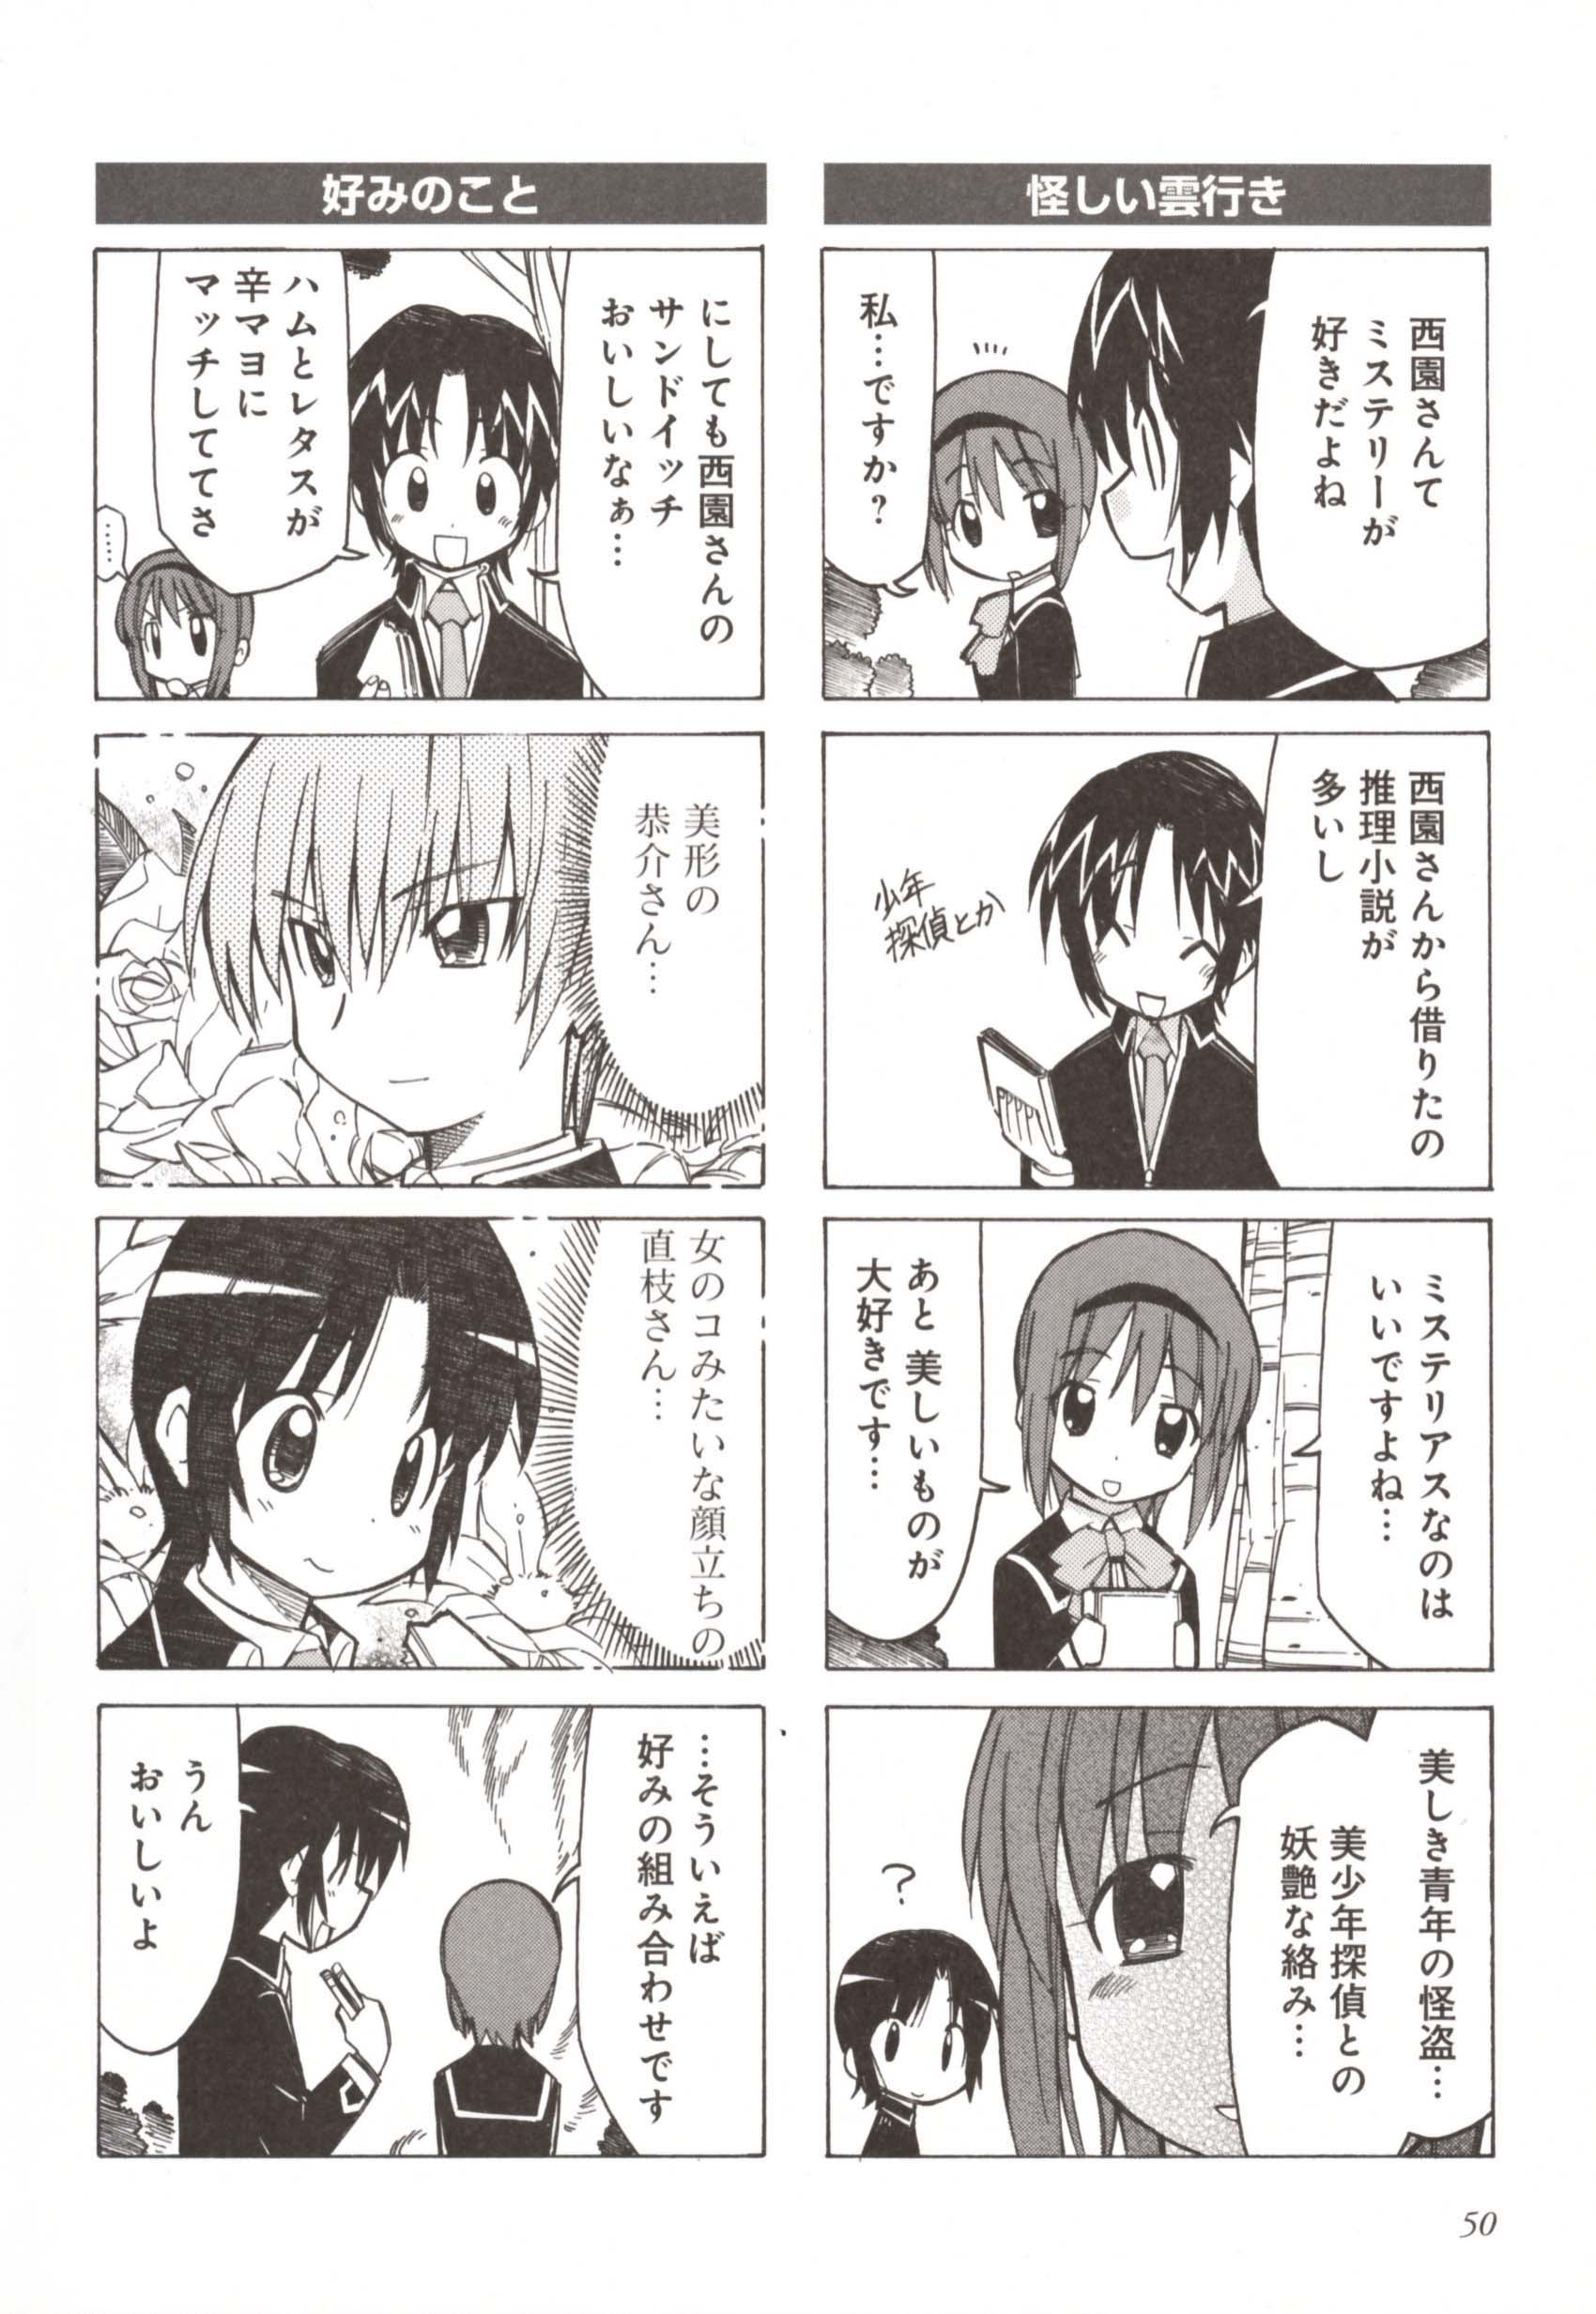 怪しい雲行き
西園さんて
ミステリーが
好きだよね
私…ですか?
西園さんから借りたの
推理小説が
多いし
少年
探偵とか
ミステリアスなのは
いいですよね…
あと 美しいものが
大好きです…
美しき青年の怪盗…
美少年探偵との
妖艶な絡み…
?
好みのこと
にしても西園さんの
サンドイッチ
おいしいなぁ…
ハムとレタスが
辛マヨに
マッチしててさ
……
美形の
恭介さん…
女のコみたいな顔立ちの
直枝さん…
…そういえば
好みの組み合わせです
うん
おいしいよ
50